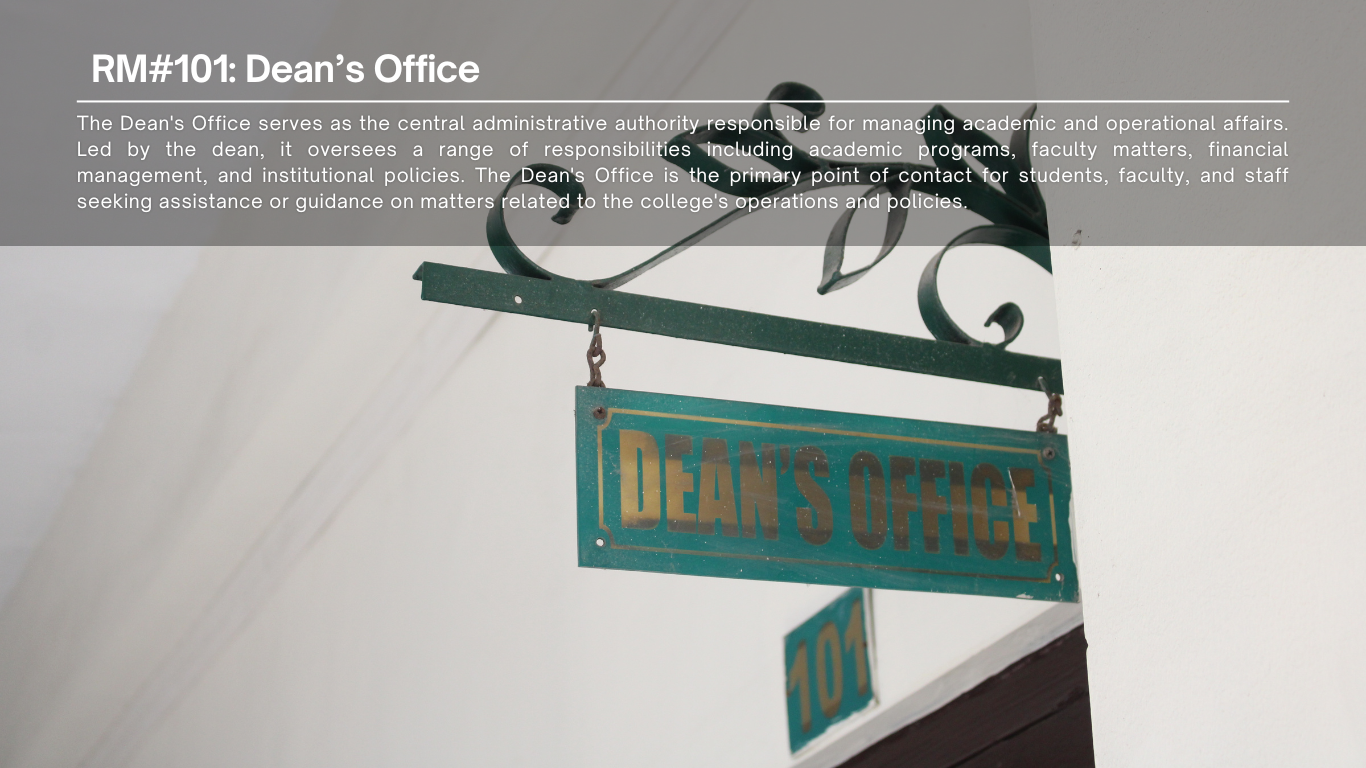 RM#101: Dean’s Office
The Dean's Office serves as the central administrative authority responsible for managing academic and operational affairs.
Led by the dean, it oversees a range of responsibilities including academic programs, faculty matters, financial
management, and institutional policies. The Dean's Office is the primary point of contact for students, faculty, and staff
seeking assistance or guidance on matters related to the college's operations and policies.
DEAN'S OFFICE
101